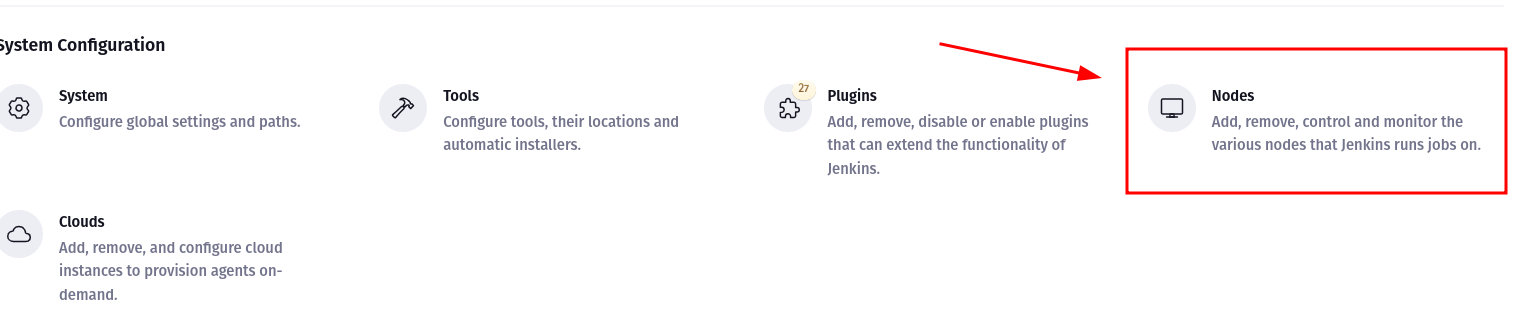 System Configuration
System
Configure global settings and paths.
Tools
Configure tools, their locations and
automatic installers.
27
Plugins
Add, remove, disable or enable plugins
that can extend the functionality of
Jenkins.
Nodes
Add, remove, control and monitor the
various nodes that Jenkins runs jobs on.
Clouds
Add, remove, and configure cloud
instances to provision agents on-
demand.